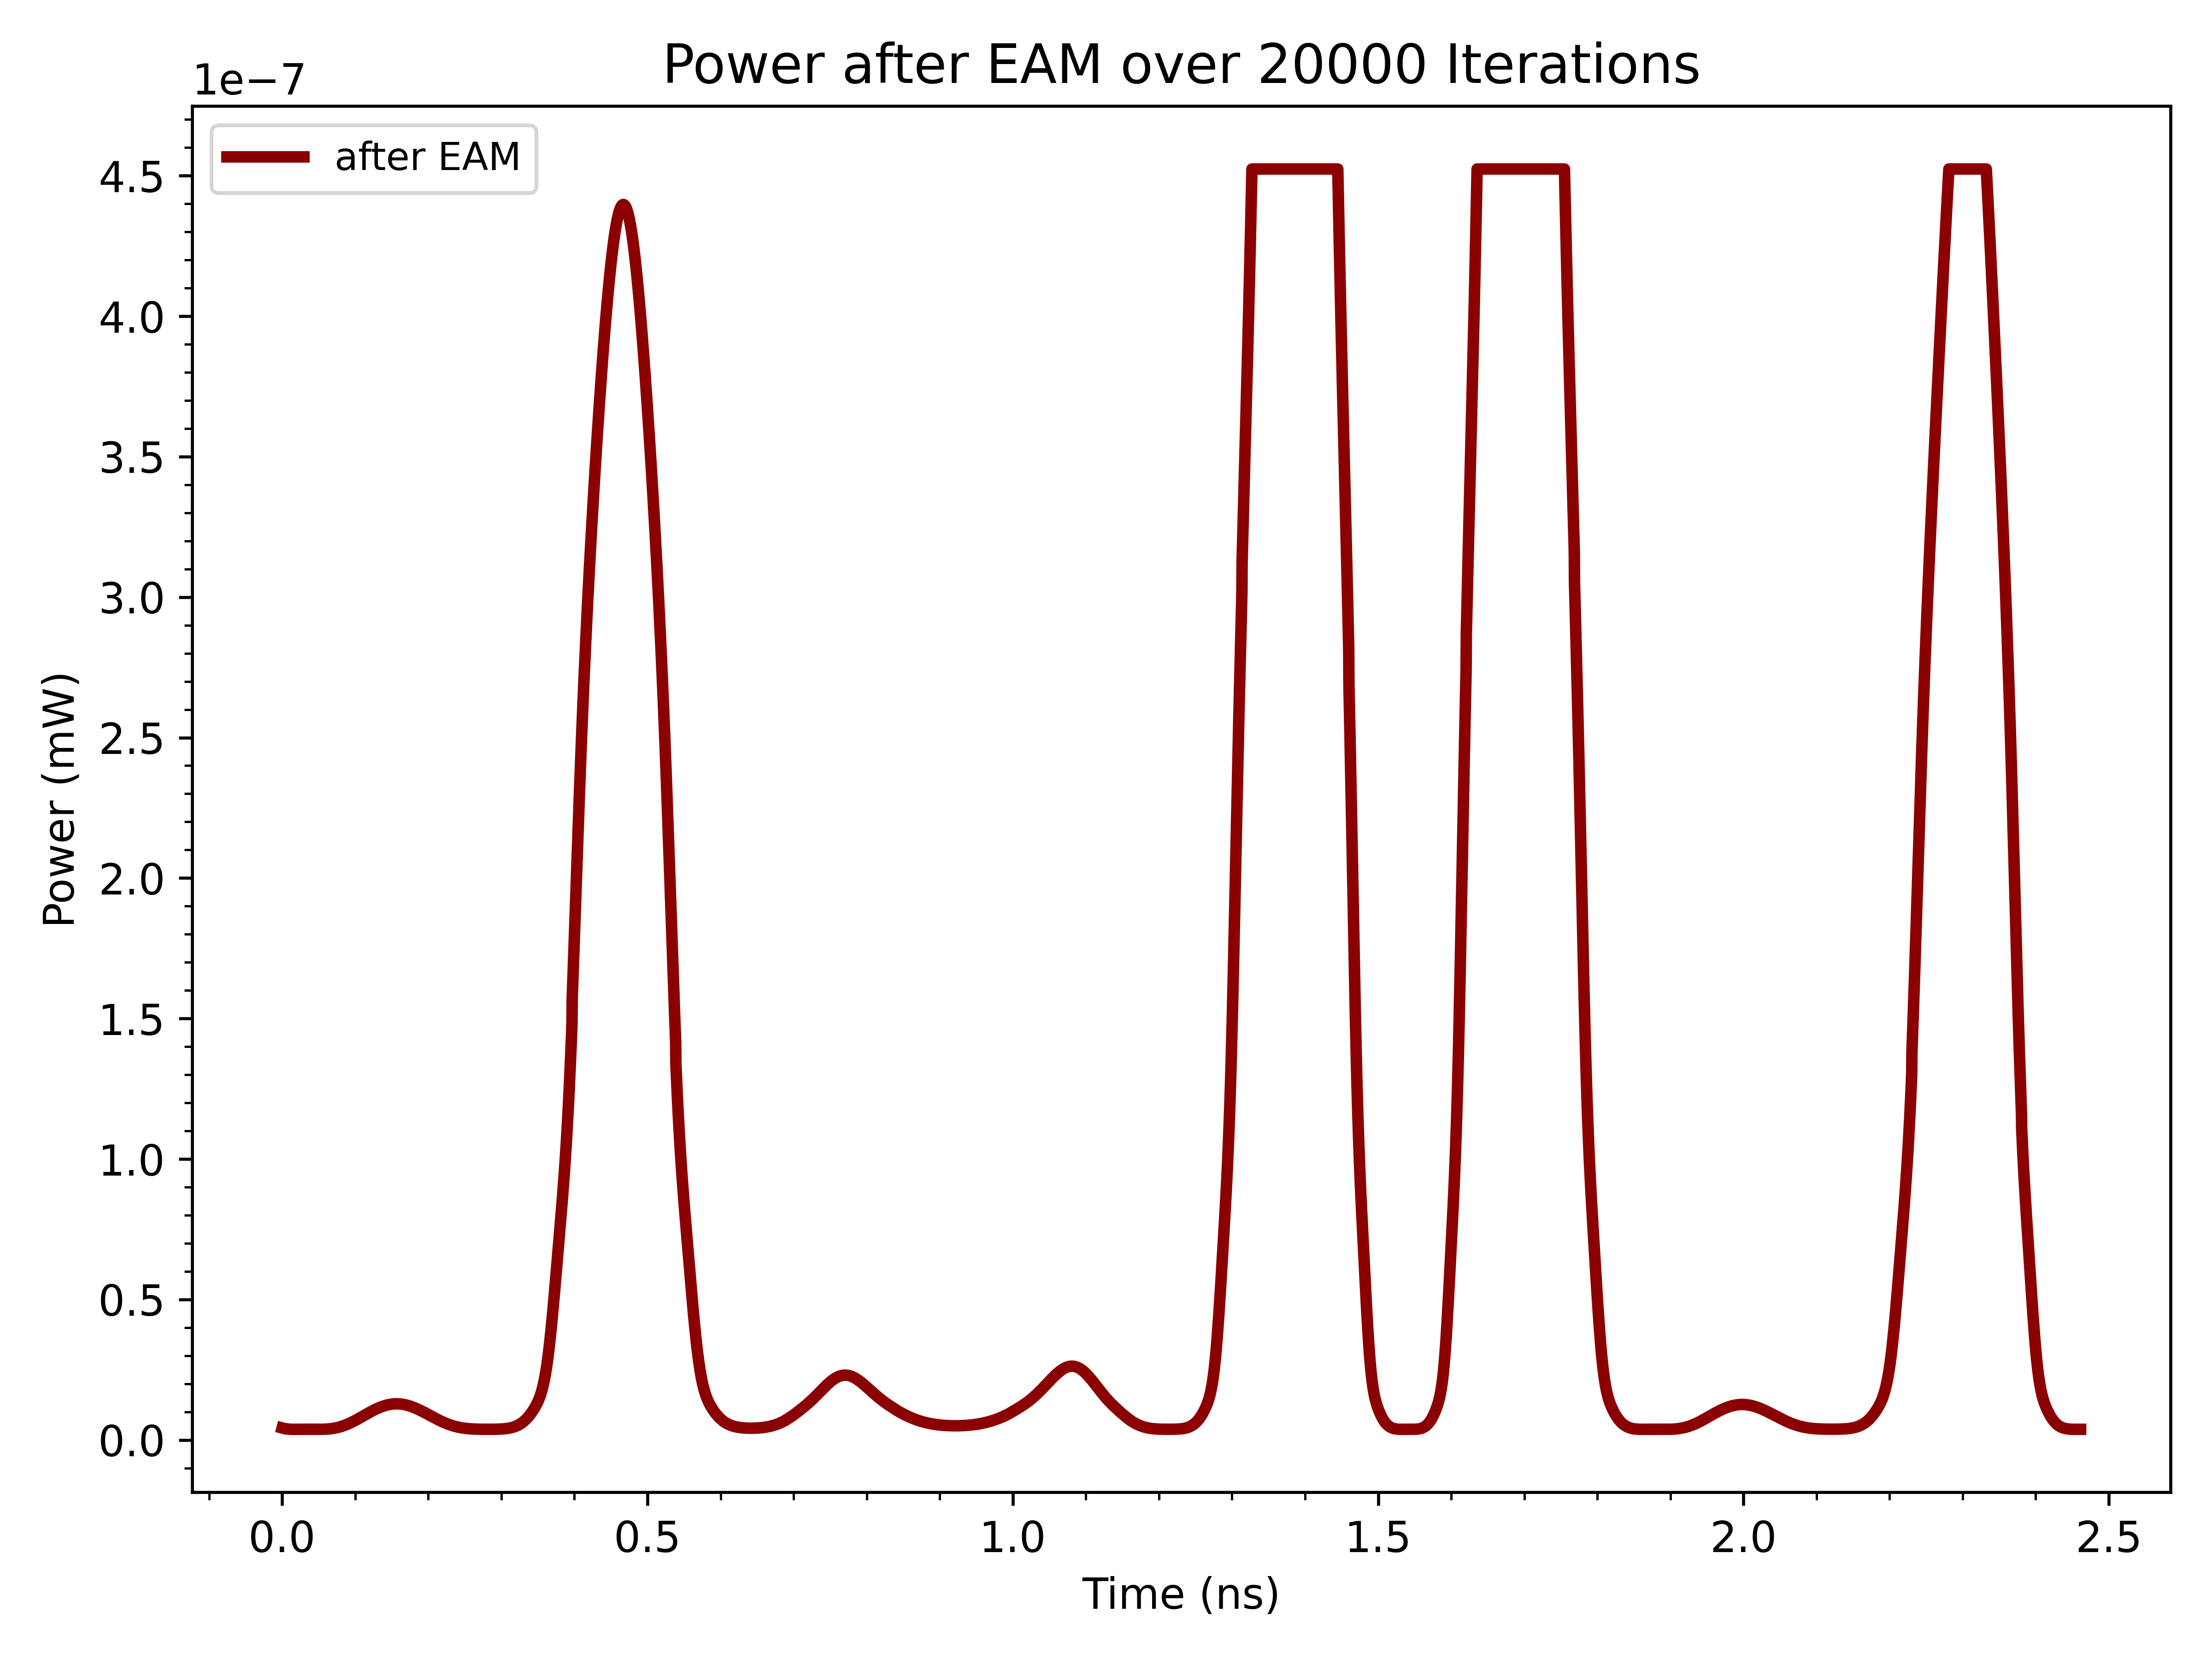 Power after EAM over 20000 Iterations
1e−7
after EAM
4.5
4.0
3.5
3.0
2.5
2.0
1.5
1.0
0.5
0.0
Power (mW)
0.0 0.5 1.0 1.5 2.0 2.5
Time (ns)